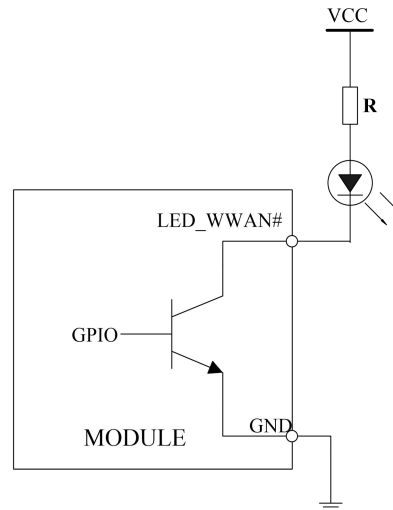 VCC
R
LED_WWAN#
GPIO
GND
MODULE